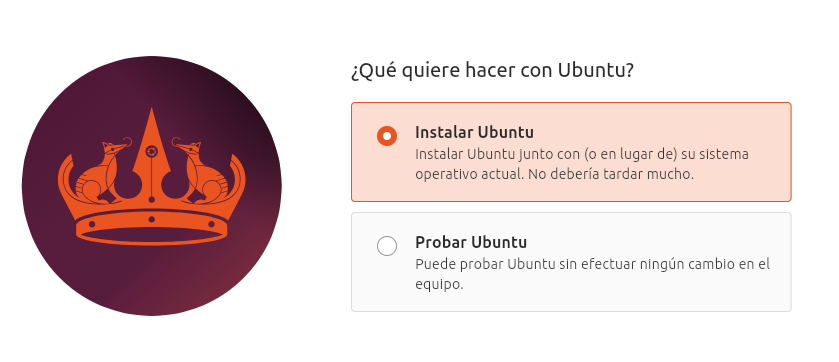 ¿Qué quiere hacer con Ubuntu?
Instalar Ubuntu
Instalar Ubuntu junto con (o en lugar de) su sistema
operativo actual. No debería tardar mucho.
Probar Ubuntu
Puede probar Ubuntu sin efectuar ningún cambio en el
equipo.